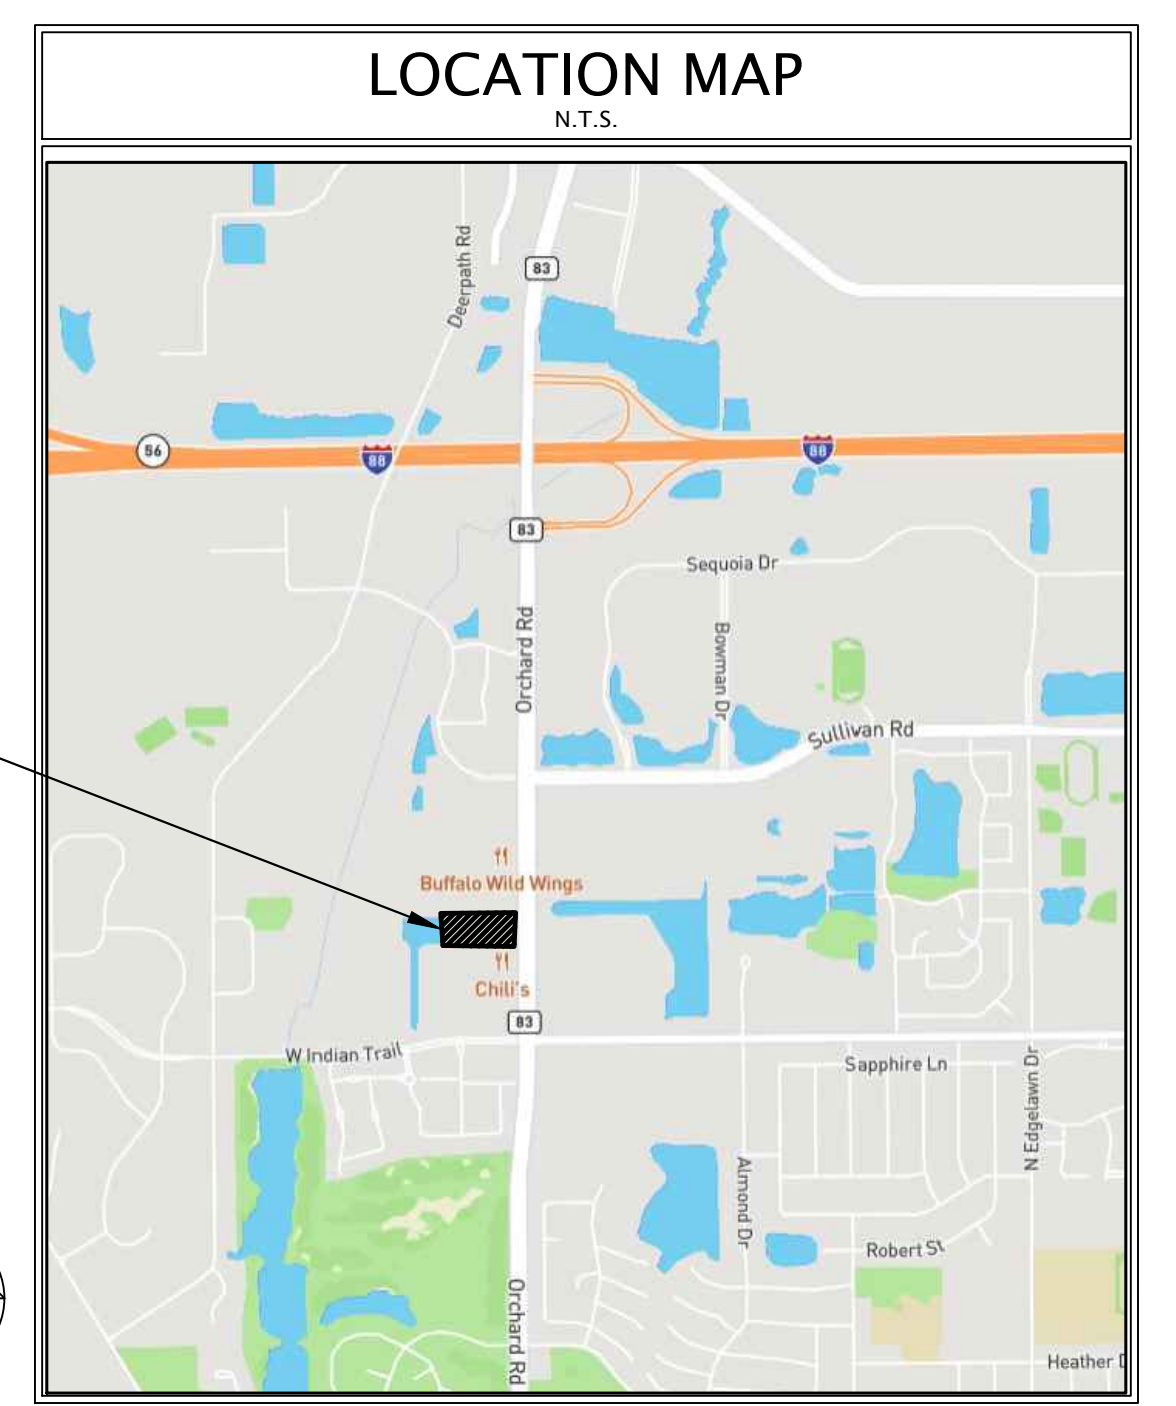 LOCATION MAP
N.T.S.
Deerpath Rd
83
56
88
88
83
Sequoia Dr
Orchard Rd
Bowman Dr
Sullivan Rd
Buffalo Wild Wings
Chili's
83
W Indian Trail
Sapphire Ln
N Edgelawn Dr
Almond Dr
Robert St
Orchard Rd
Heather D